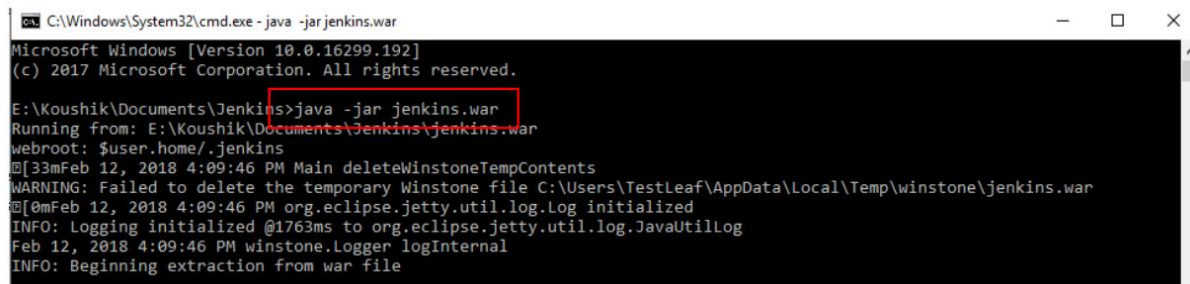 C:\Windows\System32\cmd.exe - java -jar jenkins.war
Microsoft Windows [Version 10.0.16299.192]
(c) 2017 Microsoft Corporation. All rights reserved.
E:\Koushik\Documents\Jenkins>java -jar jenkins.war
Running from: E:\Koushik\Documents\Jenkins\jenkins.war
webroot: $user.home/.jenkins
[33mFeb 12, 2018 4:09:46 PM Main deleteWinstoneTempContents
WARNING: Failed to delete the temporary Winstone file C:\Users\TestLeaf\AppData\Local\Temp\winstone\jenkins.war
[0mFeb 12, 2018 4:09:46 PM org.eclipse.jetty.util.log.Log initialized
INFO: Logging initialized @1763ms to org.eclipse.jetty.util.log.JavaUtilLog
Feb 12, 2018 4:09:46 PM winstone.Logger logInternal
INFO: Beginning extraction from war file